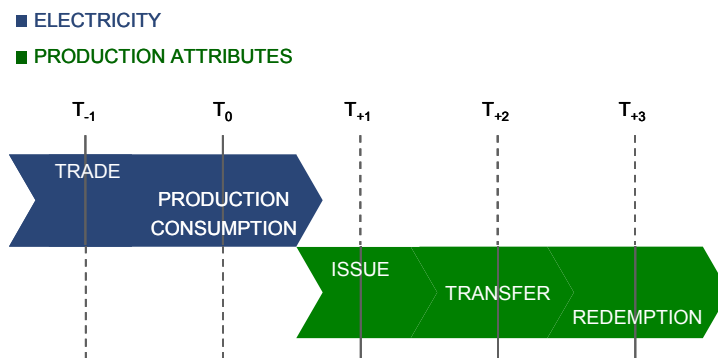 ELECTRICITY
PRODUCTION ATTRIBUTES
T-1 T0 T+1 T+2 T+3
TRADE
PRODUCTION
CONSUMPTION
ISSUE
TRANSFER
REDEMPTION